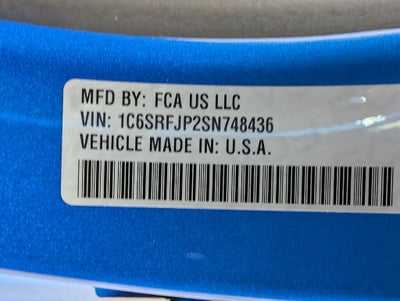 MFD BY: FCA US LLC
VIN: 1C6SRFJP2SN748436
VEHICLE MADE IN: U.S.A.